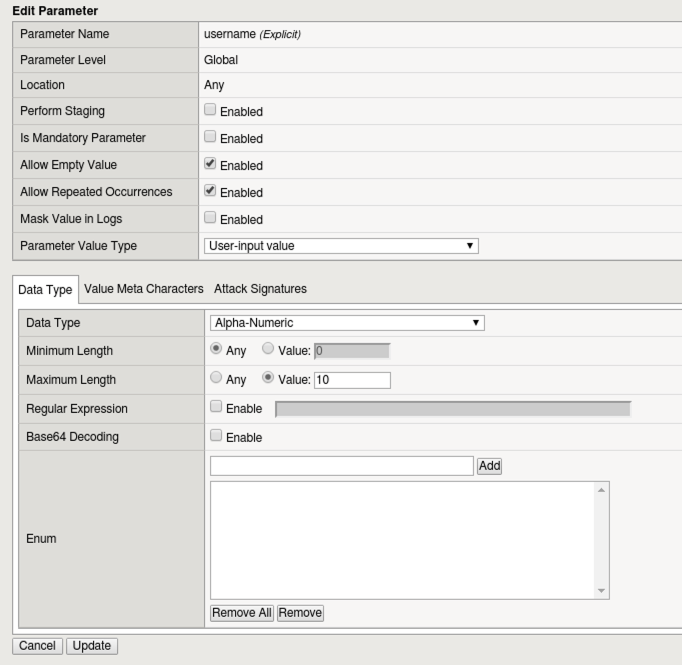 Edit Parameter
Parameter Name username (Explicit)
Parameter Level Global
Location Any
Perform Staging Enabled
Is Mandatory Parameter Enabled
Allow Empty Value Enabled
Allow Repeated Occurrences Enabled
Mask Value in Logs Enabled
Parameter Value Type User-input value
Data Type Value Meta Characters Attack Signatures
Data Type Alpha-Numeric
Minimum Length Any Value: 0
Maximum Length Any Value: 10
Regular Expression Enable
Base64 Decoding Enable
Add
Enum
Remove All Remove
Cancel Update